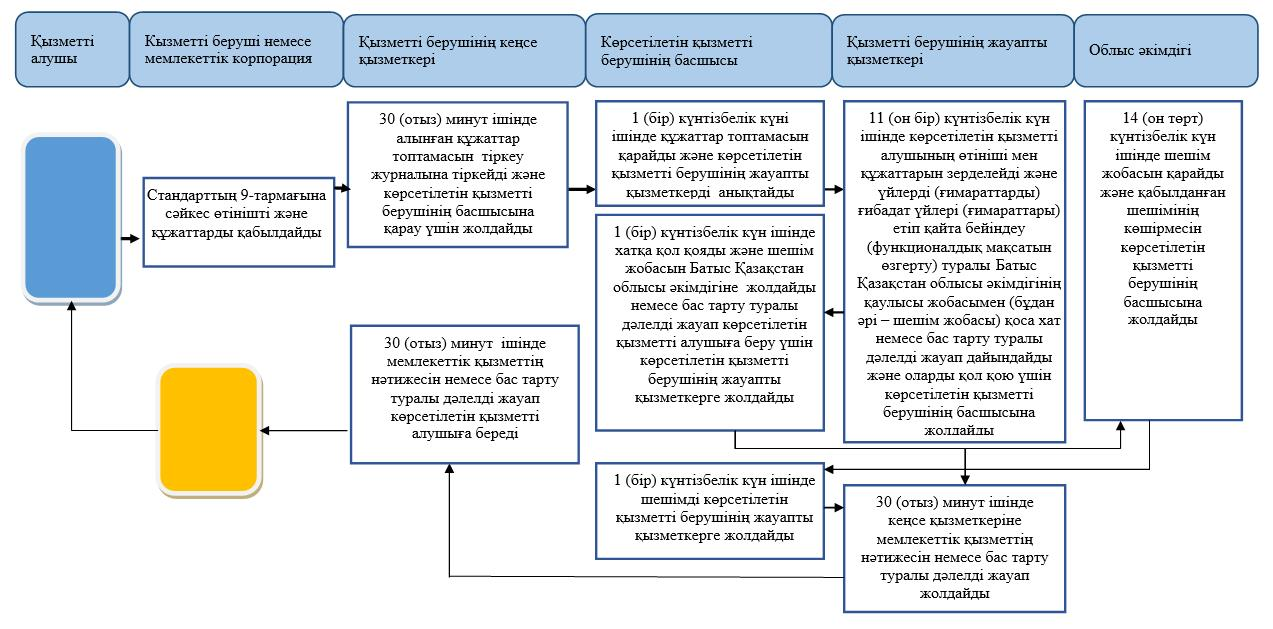 Қызметті
алушы
Кызметті беруші немесе
мемлекеттік корпорация
Қызметті берушінің кеңсе
қызметкері
Көрсетілетін қызметті
берушінің басшысы
Қызметті берушінің жауапты
қызметкері
Облыс әкімдігі
Стандарттың 9-тармағына
сәйкес өтінішті және
құжаттарды қабылдайды
30 (отыз) минут ішінде
алынған құжаттар
топтамасын тіркеу
журналына тіркейді және
көрсетілетін қызметті
берушінің басшысына
қарау үшін жолдайды
1 (бір) күнтізбелік күні
ішінде құжаттар топтамасын
қарайды және көрсетілетін
қызметті берушінің жауапты
қызметкерді анықтайды
11 (он бір) күнтізбелік күн
ішінде көрсетілетін қызметті
алушының өтініші мен
құжаттарын зерделейді және
үйлерді (ғимараттарды)
ғибадат үйлері (ғимараттары)
етіп қайта бейіндеу
(функционалдық мақсатын
өзгерту) туралы Батыс
Қазақстан облысы әкімдігінің
қаулысы жобасымен (бұдан
әрі – шешім жобасы) қоса хат
немесе бас тарту туралы
дәлелді жауап дайындайды
және оларды қол қою үшін
көрсетілетін қызметті
берушінің басшысына
жолдайды
14 (он төрт)
күнтізбелік күн
ішінде шешім
жобасын қарайды
және қабылданған
шешімінің
көшірмесін
көрсетілетін
қызметті
берушінің
басшысына
жолдайды
1 (бір) күнтізбелік күн ішінде
хатқа қол қояды және шешім
жобасын Батыс Қазақстан
облысы әкімдігіне жолдайды
немесе бас тарту туралы
дәлелді жауап көрсетілетін
қызметті алушыға беру үшін
көрсетілетін қызметті
берушінің жауапты
қызметкерге жолдайды
30 (отыз) минут ішінде
мемлекеттік қызметтің
нәтижесін немесе бас тарту
туралы дәлелді жауап
көрсетілетін қызметті
алушыға береді
1 (бір) күнтізбелік күн ішінде
шешімді көрсетілетін
қызметті берушінің жауапты
қызметкерге жолдайды
30 (отыз) минут ішінде
кеңсе қызметкеріне
мемлекеттік қызметтің
нәтижесін немесе бас тарту
туралы дәлелді жауап
жолдайды